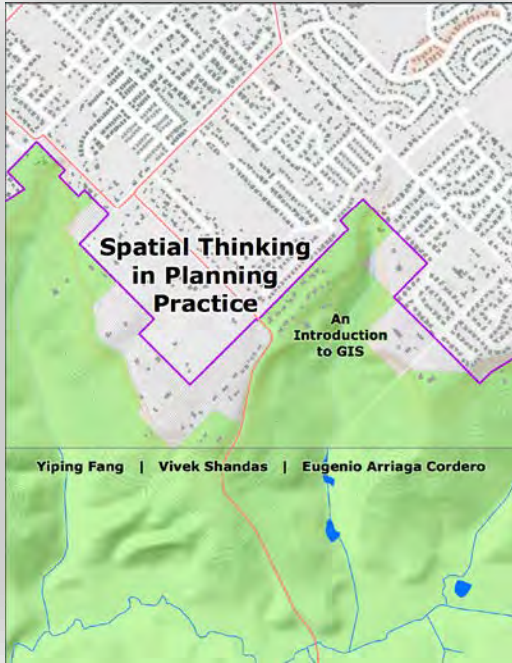 Spatial Thinking
in Planning
Practice
An
Introduction
to GIS
Yiping Fang | Vivek Shandas | Eugenio Arriaga Cordero